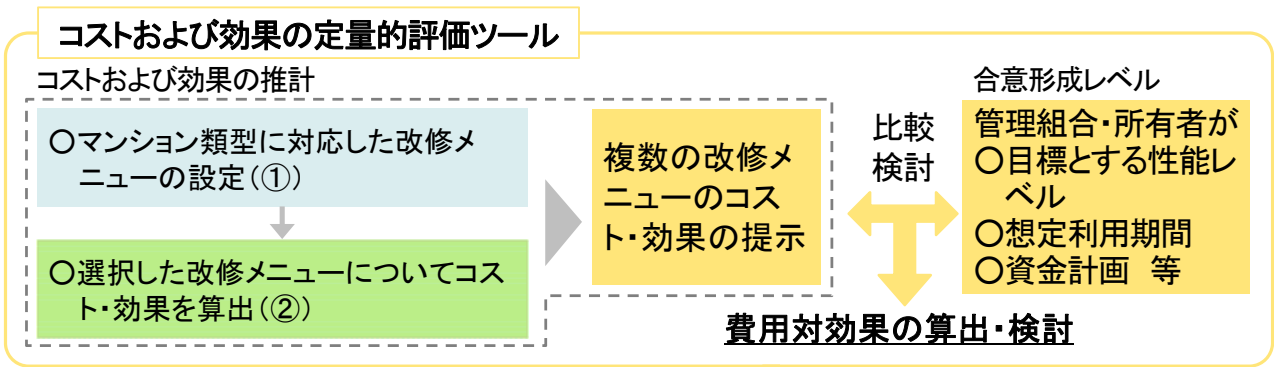 コストおよび効果の定量的評価ツール
コストおよび効果の推計
〇マンション類型に対応した改修メ
ニューの設定(①)
〇選択した改修メニューについてコス
ト・効果を算出(②)
複数の改修メ
ニューのコス
ト・効果の提示
比較
検討
合意形成レベル
管理組合・所有者が
〇目標とする性能レ
ベル
〇想定利用期間
〇資金計画　等
費用対効果の算出・検討